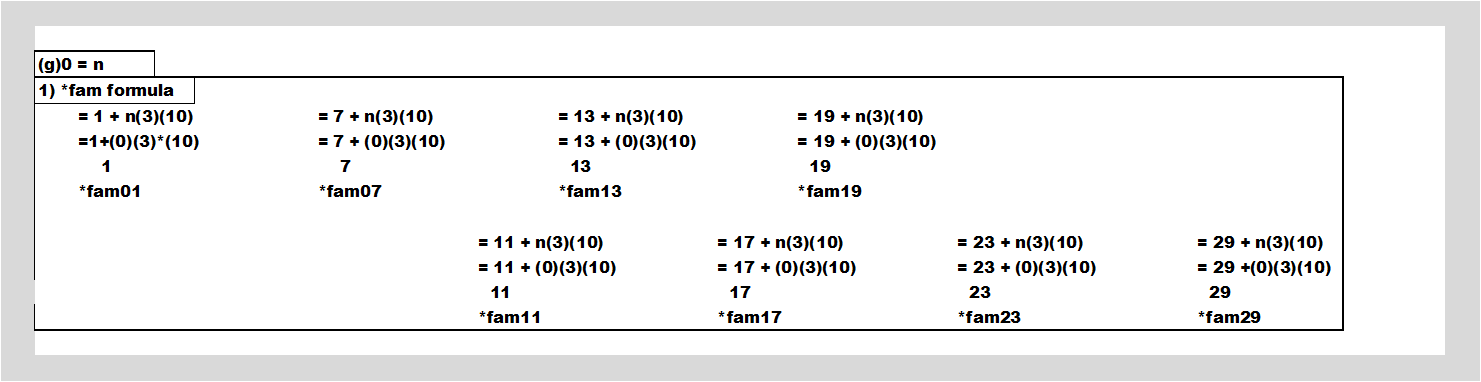 (g)0 = n
1) *fam formula
= 1 + n(3)(10) = 7 + n(3)(10) = 13 + n(3)(10) = 19 + n(3)(10)
=1+(0)(3)*(10) = 7 + (0)(3)(10) = 13 + (0)(3)(10) = 19 + (0)(3)(10)
1 7 13 19
*fam01 *fam07 *fam13 *fam19
= 11 + n(3)(10) = 17 + n(3)(10) = 23 + n(3)(10) = 29 + n(3)(10)
= 11 + (0)(3)(10) = 17 + (0)(3)(10) = 23 + (0)(3)(10) = 29 +(0)(3)(10)
11 17 23 29
*fam11 *fam17 *fam23 *fam29